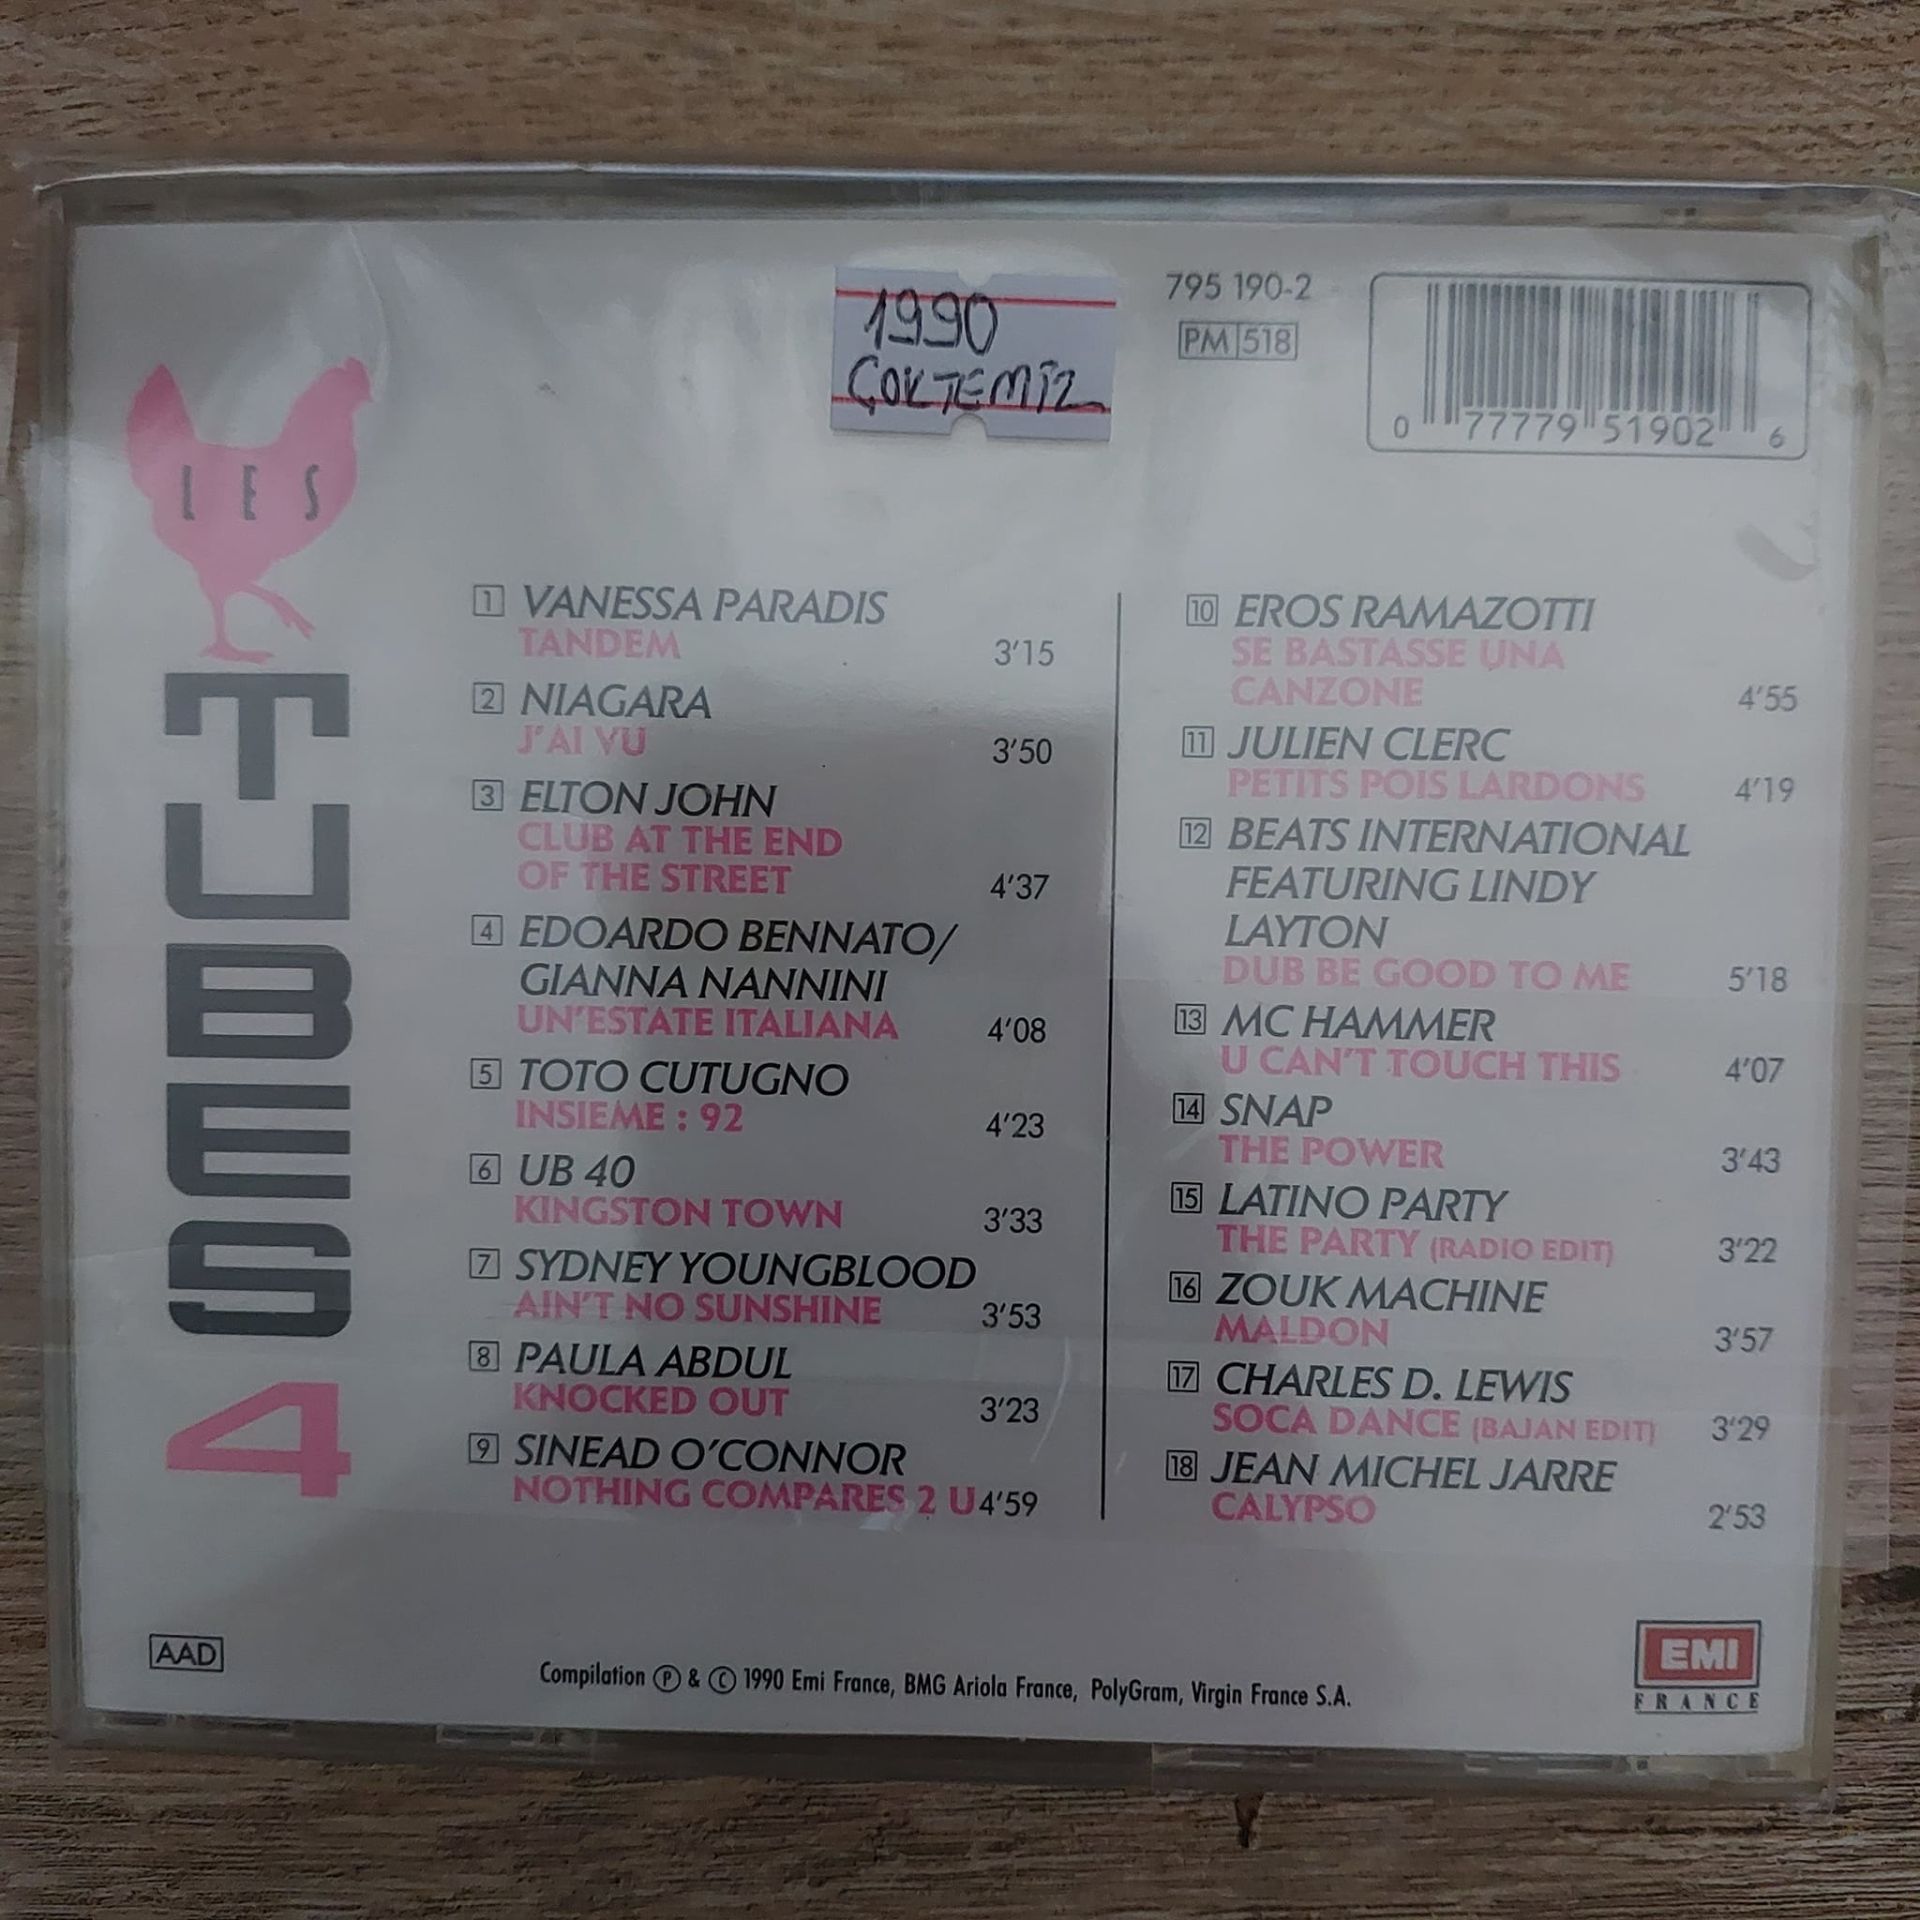 1990
ÇOKTEMİZ
795 190-2
PM 518
0 77779 51902 6
LES
TUBES
4
1 VANESSA PARADIS
TANDEM 3'15
2 NIAGARA
J'AI VU 3'50
3 ELTON JOHN
CLUB AT THE END
OF THE STREET 4'37
4 EDOARDO BENNATO/
GIANNA NANNINI
UN'ESTATE ITALIANA 4'08
5 TOTO CUTUGNO
INSIEME : 92 4'23
6 UB 40
KINGSTON TOWN 3'33
7 SYDNEY YOUNGBLOOD
AIN'T NO SUNSHINE 3'53
8 PAULA ABDUL
KNOCKED OUT 3'23
9 SINEAD O'CONNOR
NOTHING COMPARES 2 U 4'59
10 EROS RAMAZOTTI
SE BASTASSE UNA
CANZONE 4'55
11 JULIEN CLERC
PETITS POIS LARDONS 4'19
12 BEATS INTERNATIONAL
FEATURING LINDY
LAYTON
DUB BE GOOD TO ME 5'18
13 MC HAMMER
U CAN'T TOUCH THIS 4'07
14 SNAP
THE POWER 3'43
15 LATINO PARTY
THE PARTY (RADIO EDIT) 3'22
16 ZOUK MACHINE
MALDON 3'57
17 CHARLES D. LEWIS
SOCA DANCE (BAJAN EDIT) 3'29
18 JEAN MICHEL JARRE
CALYPSO 2'53
AAD
Compilation Ⓟ & © 1990 Emi France, BMG Ariola France, PolyGram, Virgin France S.A.
EMI
FRANCE